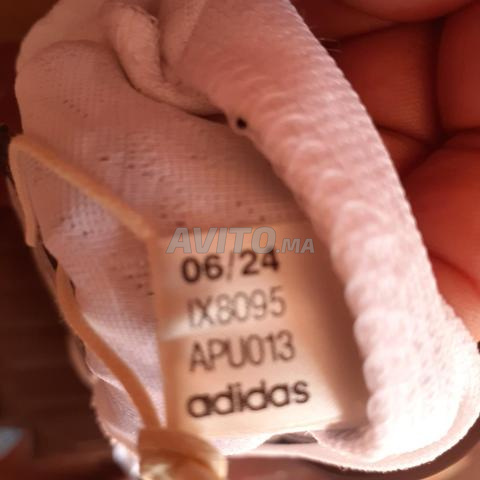 AVITO.MA
06/24
IX8095
APU013
adidas